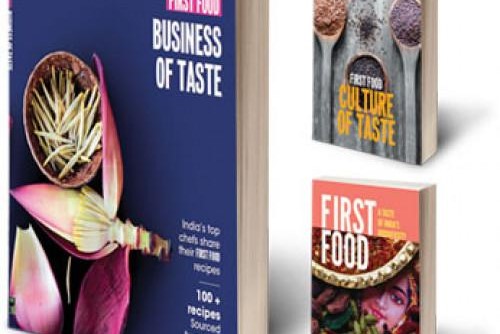 FIRST FOOD
BUSINESS
OF TASTE
India's top
chefs share
their FIRST FOOD
recipes
100 +
recipes
Sourced
FIRST FOOD
CULTURE
OF TASTE
FIRST
FOOD
A TASTE
OF INDIA'S
BIODIVERSITY